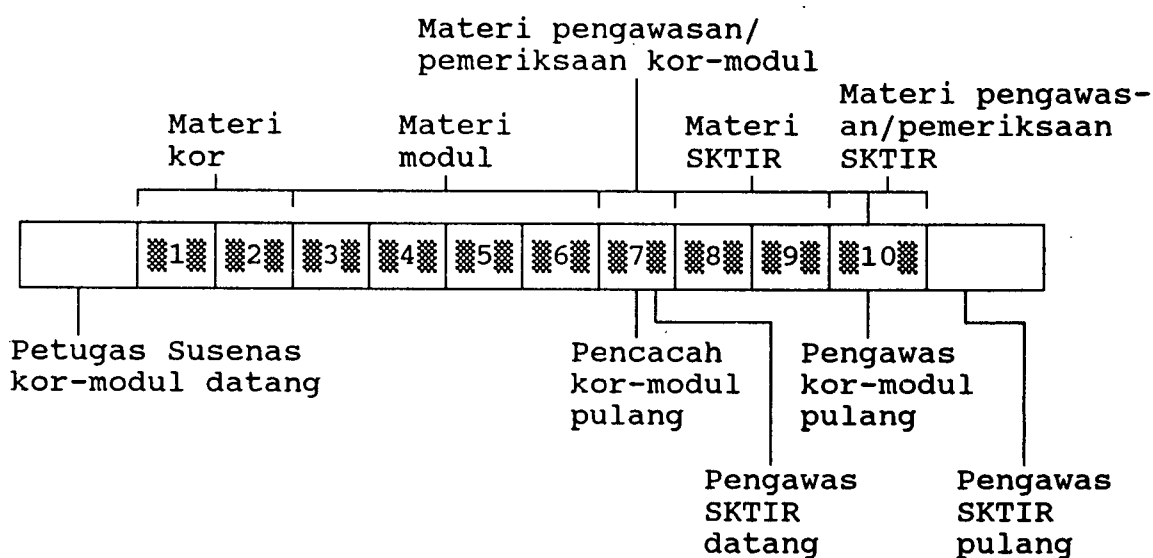 Materi pengawasan/
pemeriksaan kor-modul
Materi pengawas-
an/pemeriksaan
SKTIR
Materi
kor
Materi
modul
Materi
SKTIR
1 2 3 4 5 6 7 8 9 10
Petugas Susenas
kor-modul datang
Pencacah
kor-modul
pulang
Pengawas
kor-modul
pulang
Pengawas
SKTIR
datang
Pengawas
SKTIR
pulang